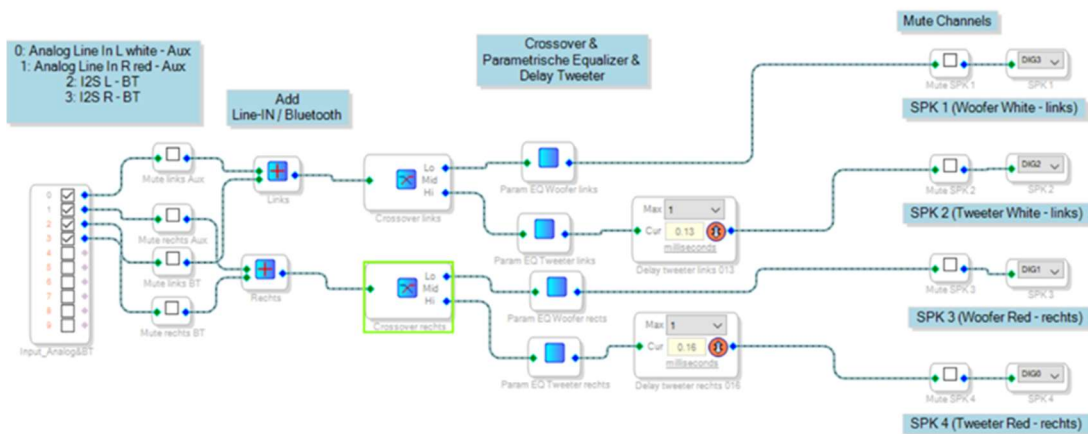 Mute Channels
0: Analog Line In L white - Aux
1: Analog Line In R red - Aux
2: I2S L - BT
3: I2S R - BT
Crossover &
Parametrische Equalizer &
Delay Tweeter
Add
Line-IN / Bluetooth
Mute SPK 1
DIG3
SPK 1
SPK 1 (Woofer White - links)
Mute links Aux
Links
Lo
Mid
Hi
Crossover links
Param EQ Woofer links
Mute SPK 2
DIG2
SPK 2
SPK 2 (Tweeter White - links)
0
1
2
3
4
5
6
7
8
9
Input_Analog&BT
Mute rechts Aux
Mute links BT
Mute rechts BT
Param EQ Tweeter links
Max 1
Cur 0.13
milliseconds
Delay tweeter links 013
Rechts
Lo
Mid
Hi
Crossover rechts
Param EQ Woofer rects
Mute SPK 3
DIG1
SPK 3
SPK 3 (Woofer Red - rechts)
Param EQ Tweeter rechts
Max 1
Cur 0.16
milliseconds
Delay tweeter rechts 016
Mute SPK 4
DIG0
SPK 4
SPK 4 (Tweeter Red - rechts)